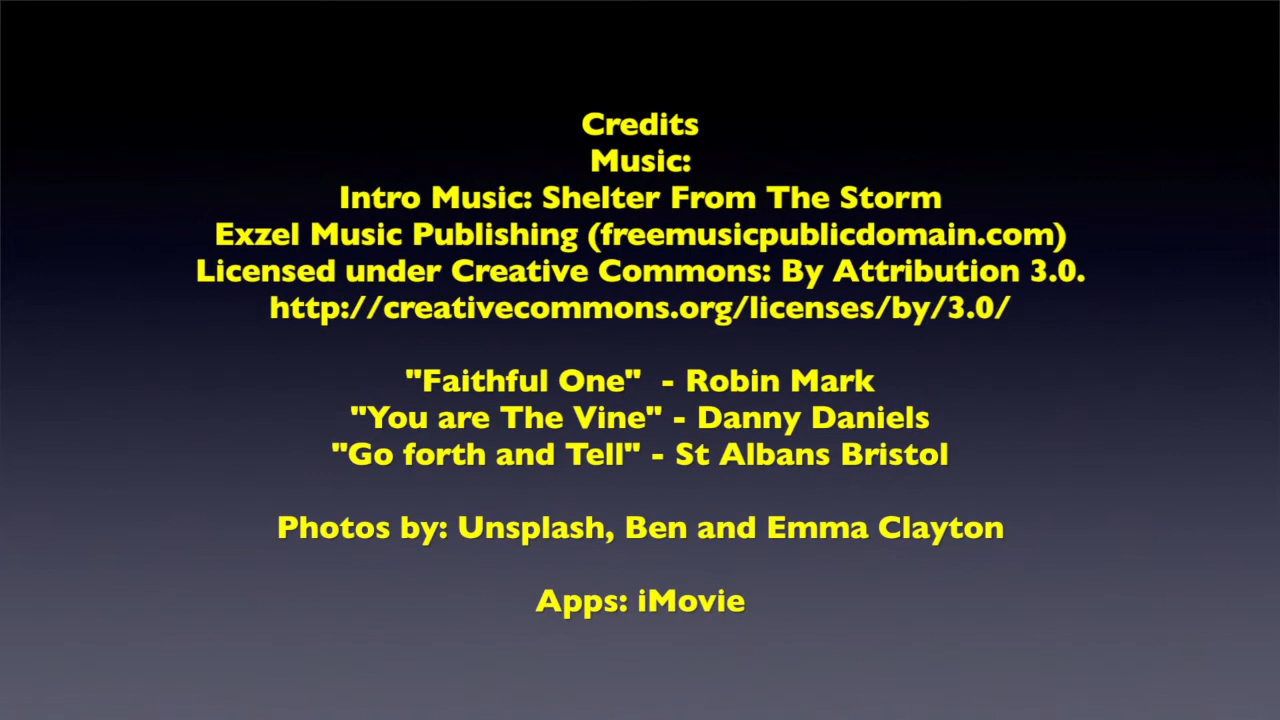 Credits
Music:
Intro Music: Shelter From The Storm
Exzel Music Publishing (freemusicpublicdomain.com)
Licensed under Creative Commons: By Attribution 3.0.
http://creativecommons.org/licenses/by/3.0/
"Faithful One"  - Robin Mark
"You are The Vine" - Danny Daniels
"Go forth and Tell" - St Albans Bristol
Photos by: Unsplash, Ben and Emma Clayton
Apps: iMovie